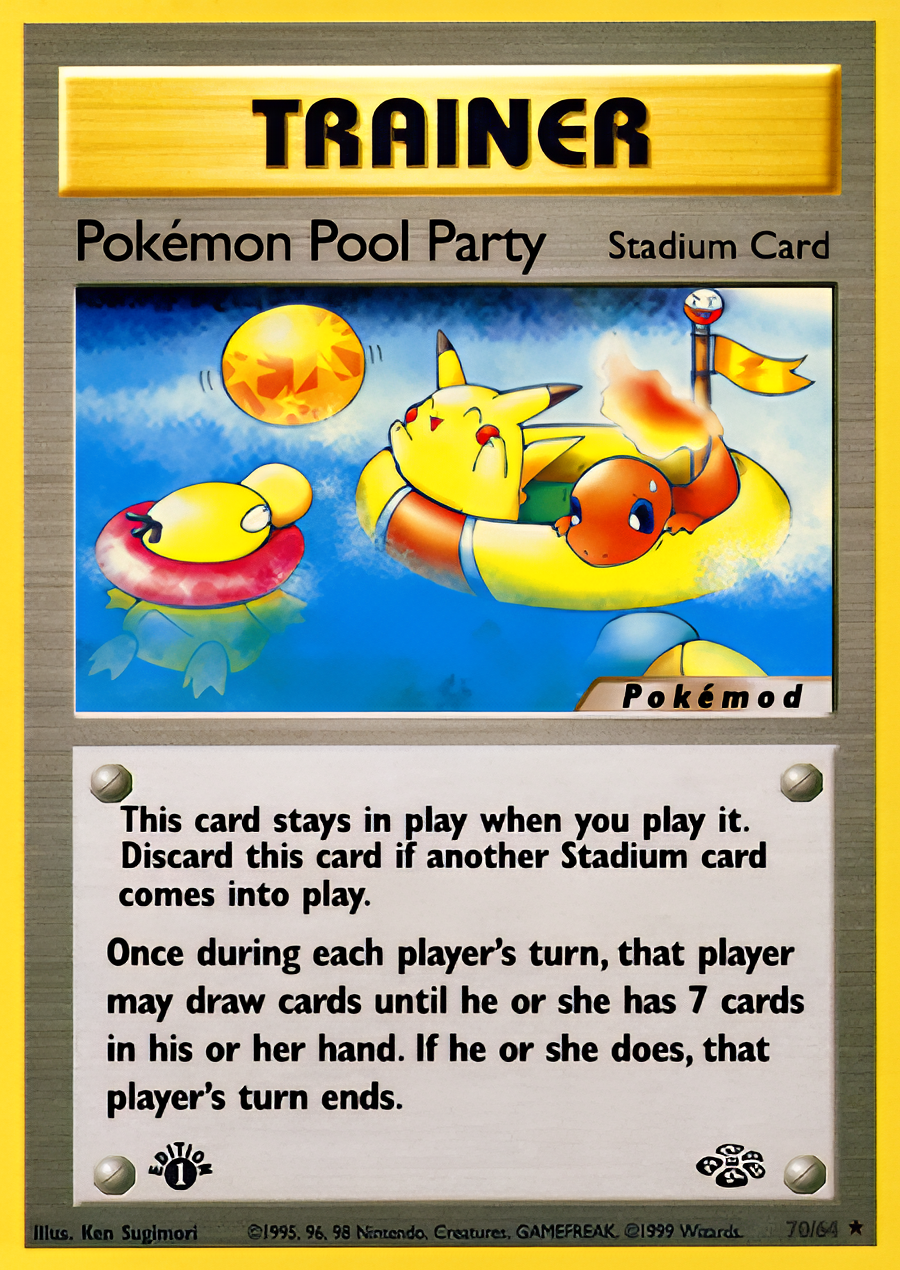 TRAINER
Pokémon Pool Party
Stadium Card
Pokémod
This card stays in play when you play it.
Discard this card if another Stadium card
comes into play.
Once during each player's turn, that player
may draw cards until he or she has 7 cards
in his or her hand. If he or she does, that
player's turn ends.
EDITION
1
Illus. Ken Sugimori
©1995, 96, 98 Nintendo, Creatures, GAMEFREAK. ©1999 Wizards.
70/64 ★